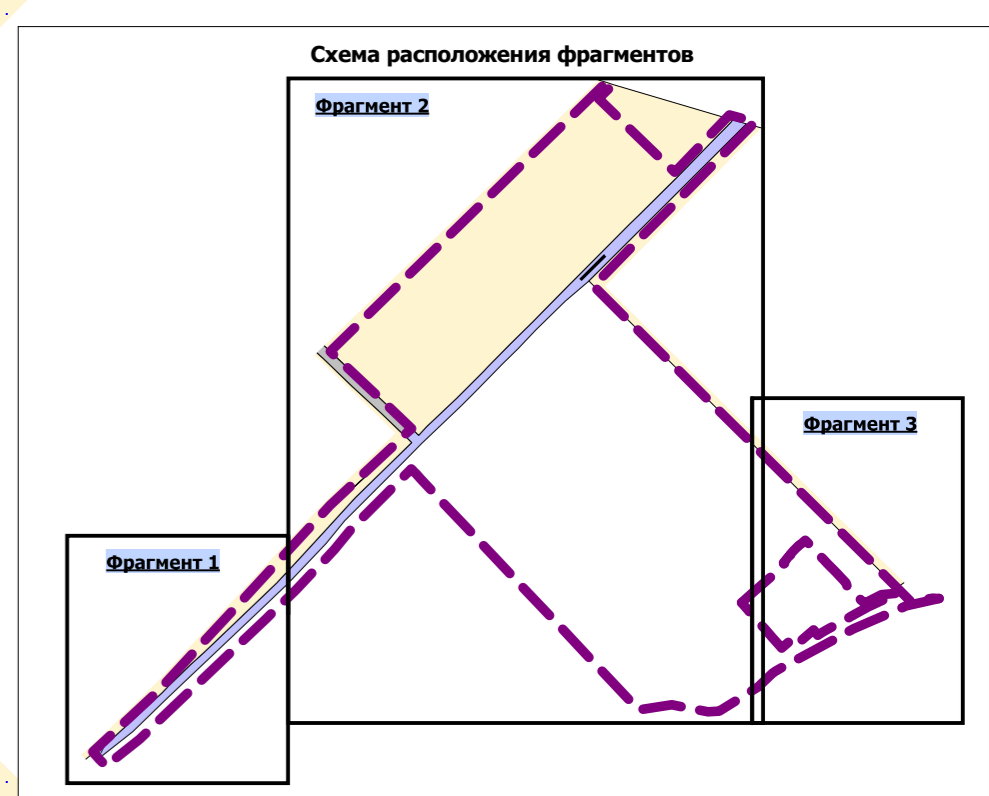 Схема расположения фрагментов
Фрагмент 2
Фрагмент 3
Фрагмент 1